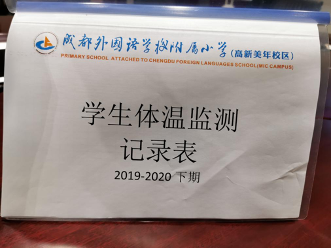 成都外国语学校附属小学(高新美年校区)
PRIMARY SCHOOL ATTACHED TO CHENGDU FOREIGN LANGUAGES SCHOOL(MIC CAMPUS)
学生体温监测
记录表
2019-2020 下期